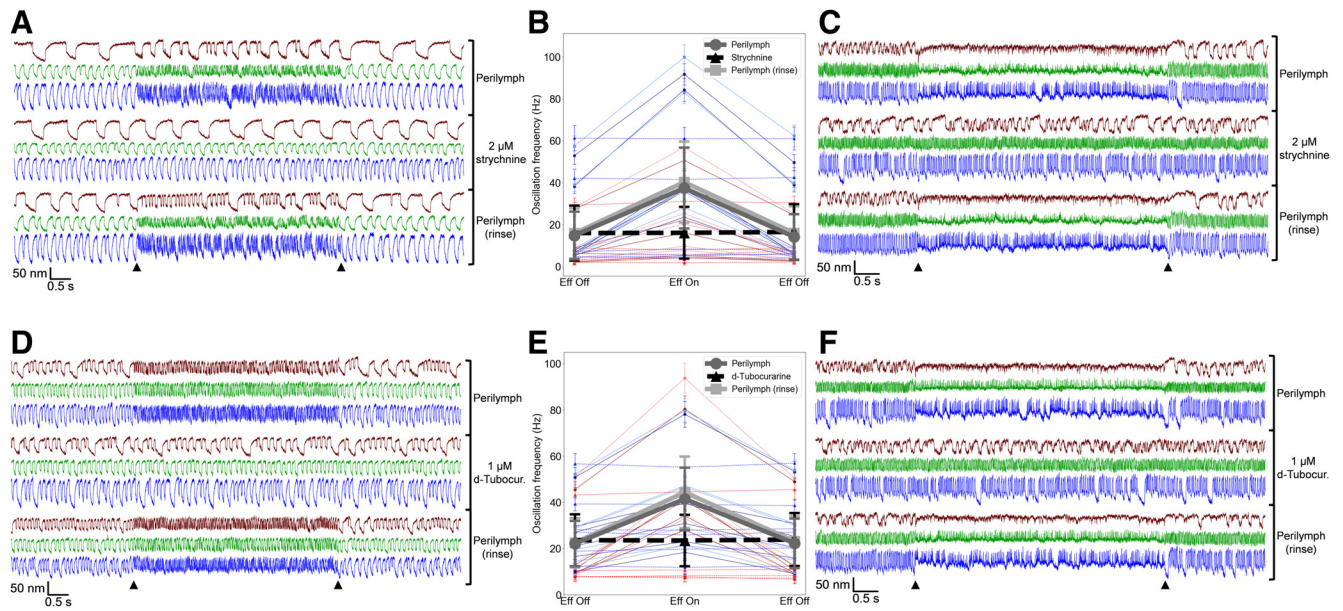 A
Perilymph
2 µM
strychnine
Perilymph
(rinse)
50 nm
0.5 s
B
Oscillation frequency (Hz)
100
80
60
40
20
0
Perilymph
Strychnine
Perilymph (rinse)
Eff Off
Eff On
Eff Off
C
Perilymph
2 µM
strychnine
Perilymph
(rinse)
50 nm
0.5 s
D
Perilymph
1 µM
d-Tubocur.
Perilymph
(rinse)
50 nm
0.5 s
E
Oscillation frequency (Hz)
100
80
60
40
20
0
Perilymph
d-Tubocurarine
Perilymph (rinse)
Eff Off
Eff On
Eff Off
F
Perilymph
1 µM
d-Tubocur.
Perilymph
(rinse)
50 nm
0.5 s